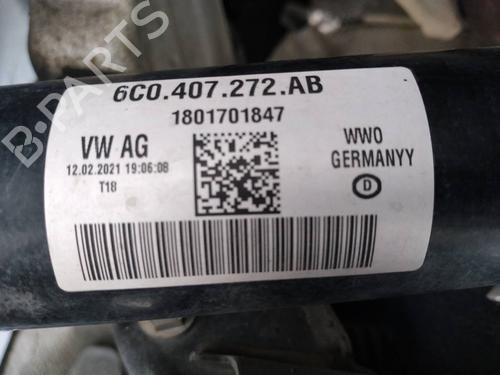 6C0.407.272.AB
1801701847
VW AG
12.02.2021 19:06:08
T18
WWO
GERMANYY
D
B-PARTS